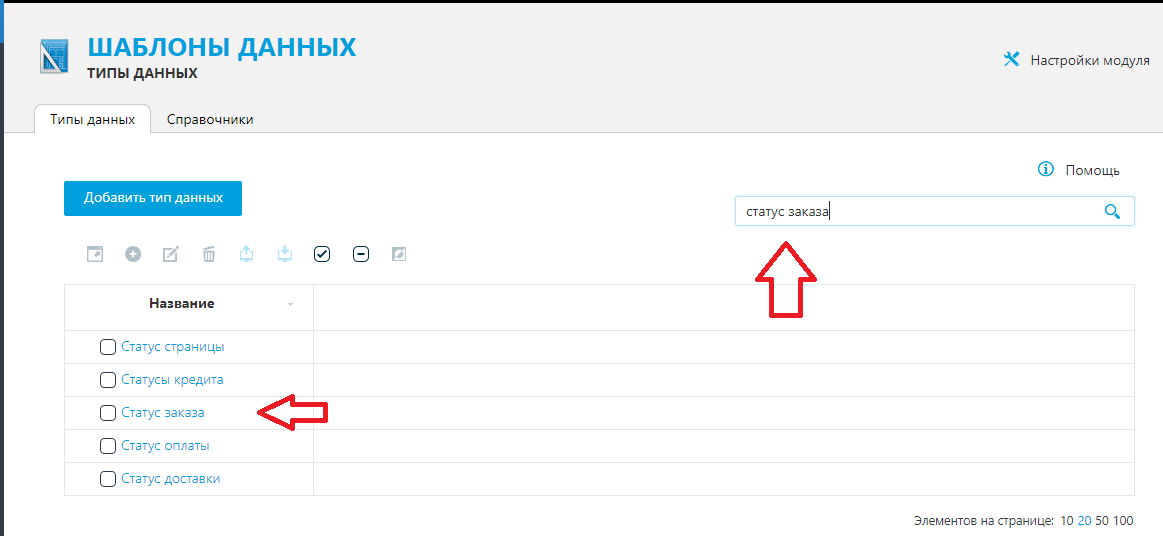 ШАБЛОНЫ ДАННЫХ
ТИПЫ ДАННЫХ
Настройки модуля
Типы данных
Справочники
Помощь
Добавить тип данных
статус заказа
Название
Статус страницы
Статусы кредита
Статус заказа
Статус оплаты
Статус доставки
Элементов на странице: 10 20 50 100